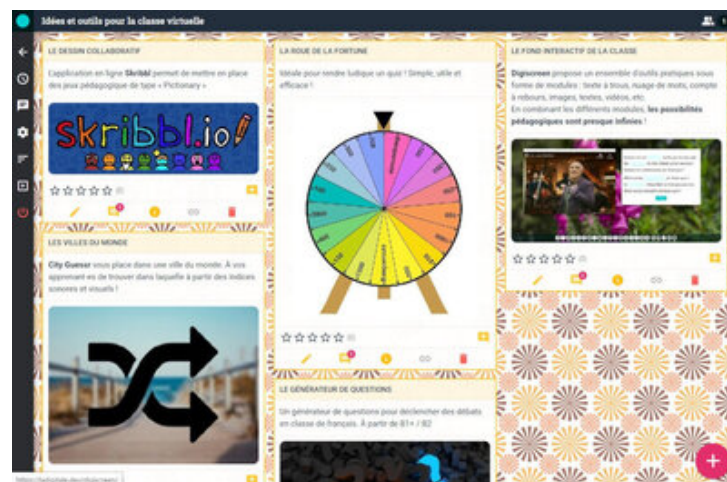 Idées et outils pour la classe virtuelle
LE DESSIN COLLABORATIF
L'application en ligne Skribbl permet de mettre en place
des jeux pédagogique de type « Pictionary »
skribbl.io
LES VILLES DU MONDE
City Guessr vous place dans une ville du monde. À vos
apprenant·es de trouver dans laquelle à partir des indices
sonores et visuels !
LA ROUE DE LA FORTUNE
Idéale pour rendre ludique un quiz ! Simple, utile et
efficace !
LE GÉNÉRATEUR DE QUESTIONS
Un générateur de questions pour déclencher des débats
en classe de français. À partir de B1+ / B2
LE FOND INTERACTIF DE LA CLASSE
Digiscreen propose un ensemble d'outils pratiques sous
forme de modules : texte à trous, nuage de mots, compte
à rebours, images, textes, vidéos, etc.
En combinant les différents modules, les possibilités
pédagogiques sont presque infinies !